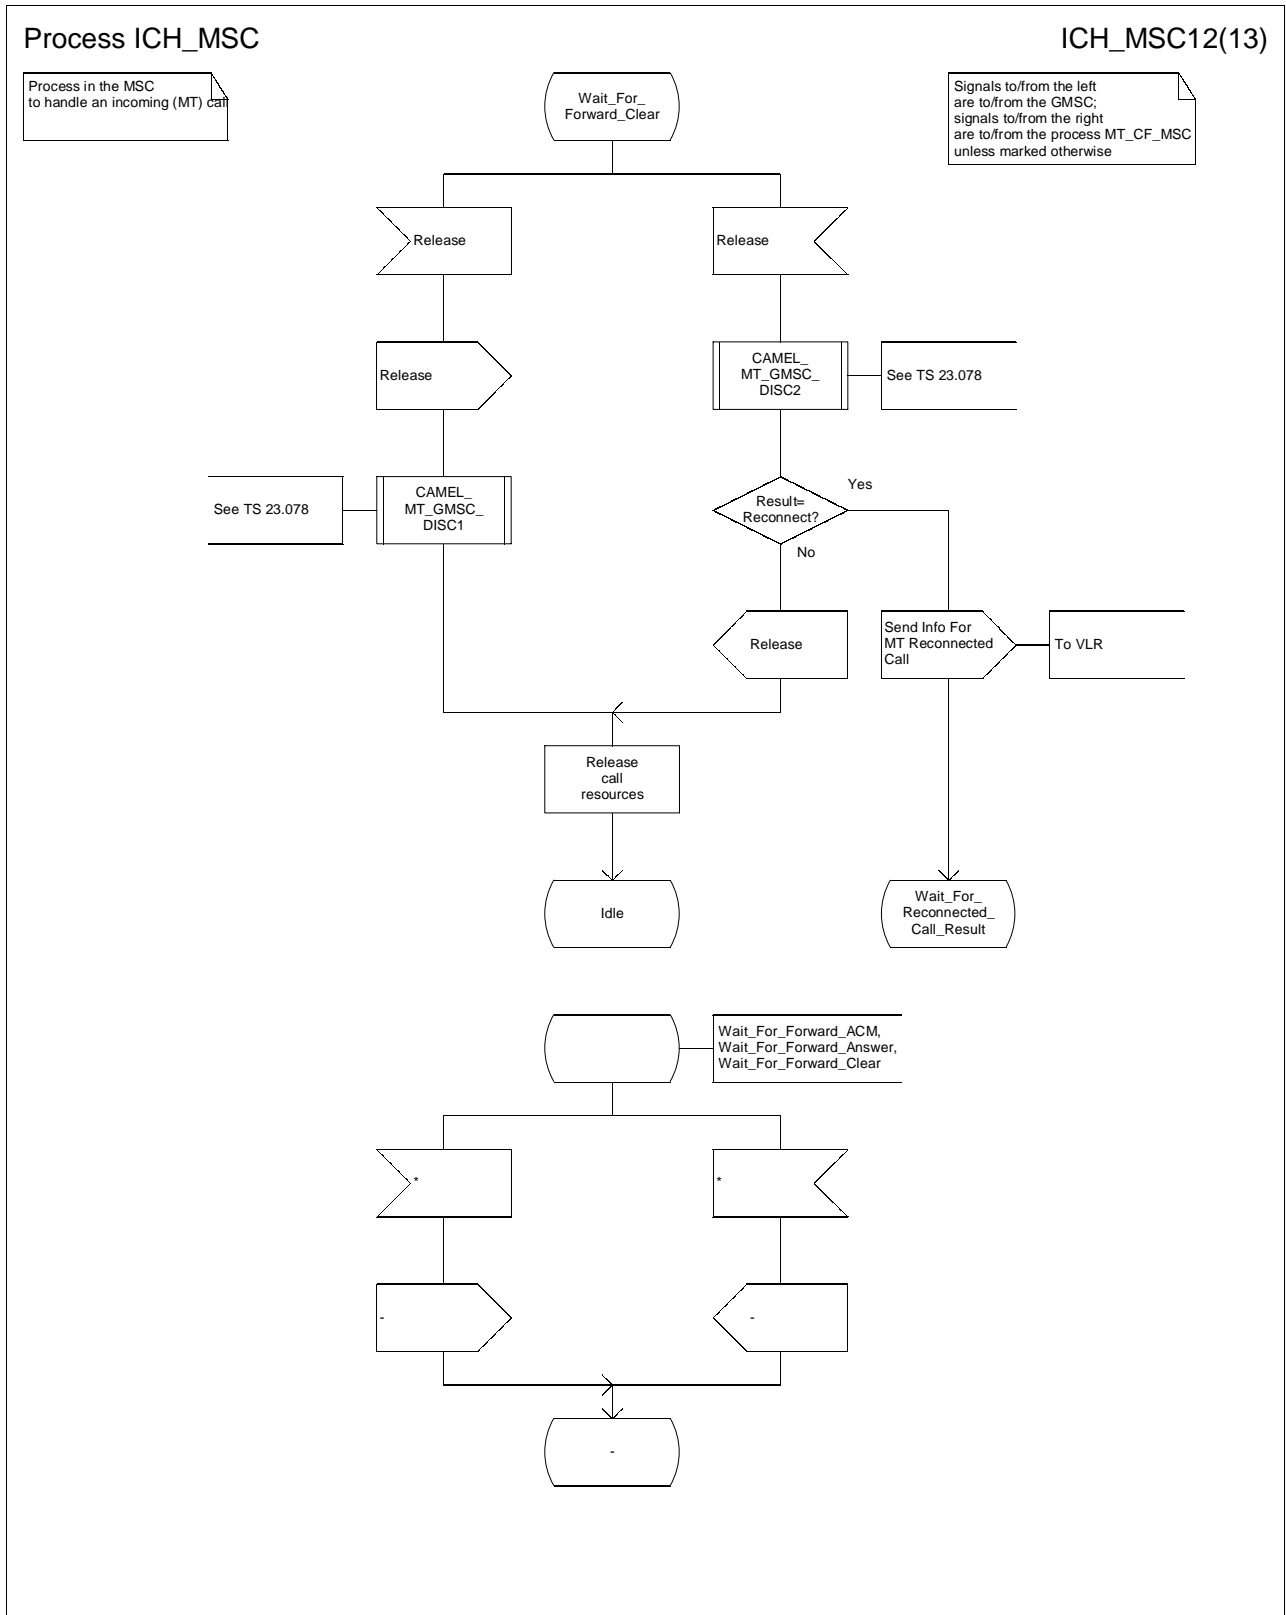 Process ICH_MSC
ICH_MSC12(13)
Process in the MSC
to handle an incoming (MT) call
Signals to/from the left
are to/from the GMSC;
signals to/from the right
are to/from the process MT_CF_MSC
unless marked otherwise
Wait_For_
Forward_Clear
Release
Release
Release
CAMEL_
MT_GMSC_
DISC2
See TS 23.078
See TS 23.078
CAMEL_
MT_GMSC_
DISC1
Result=
Reconnect?
Yes
No
Release
Send Info For
MT Reconnected
Call
To VLR
Release
call
resources
Idle
Wait_For_
Reconnected_
Call_Result
Wait_For_Forward_ACM,
Wait_For_Forward_Answer,
Wait_For_Forward_Clear
*
*
-
-
-